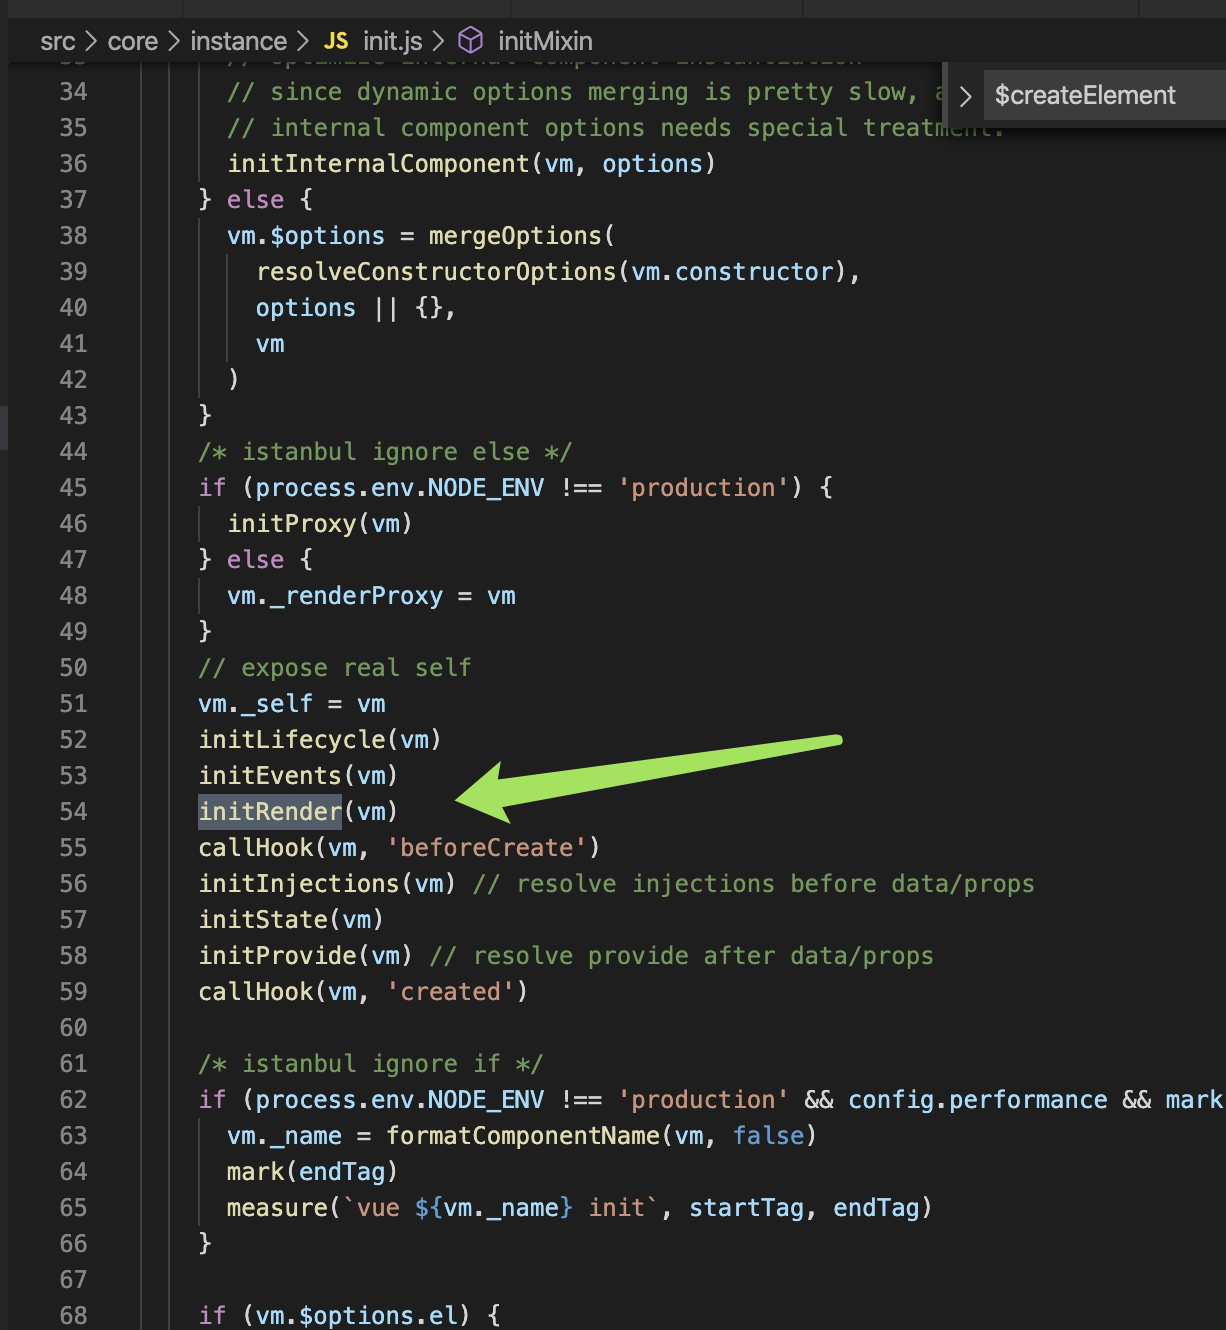 src > core > instance > JS init.js > initMixin
> $createElement
34 // since dynamic options merging is pretty slow,
35 // internal component options needs special treatment.
36 initInternalComponent(vm, options)
37 } else {
38 vm.$options = mergeOptions(
39 resolveConstructorOptions(vm.constructor),
40 options || {},
41 vm
42 )
43 }
44 /* istanbul ignore else */
45 if (process.env.NODE_ENV !== 'production') {
46 initProxy(vm)
47 } else {
48 vm._renderProxy = vm
49 }
50 // expose real self
51 vm._self = vm
52 initLifecycle(vm)
53 initEvents(vm)
54 initRender(vm)
55 callHook(vm, 'beforeCreate')
56 initInjections(vm) // resolve injections before data/props
57 initState(vm)
58 initProvide(vm) // resolve provide after data/props
59 callHook(vm, 'created')
60
61 /* istanbul ignore if */
62 if (process.env.NODE_ENV !== 'production' && config.performance && mark
63 vm._name = formatComponentName(vm, false)
64 mark(endTag)
65 measure(`vue ${vm._name} init`, startTag, endTag)
66 }
67
68 if (vm.$options.el) {